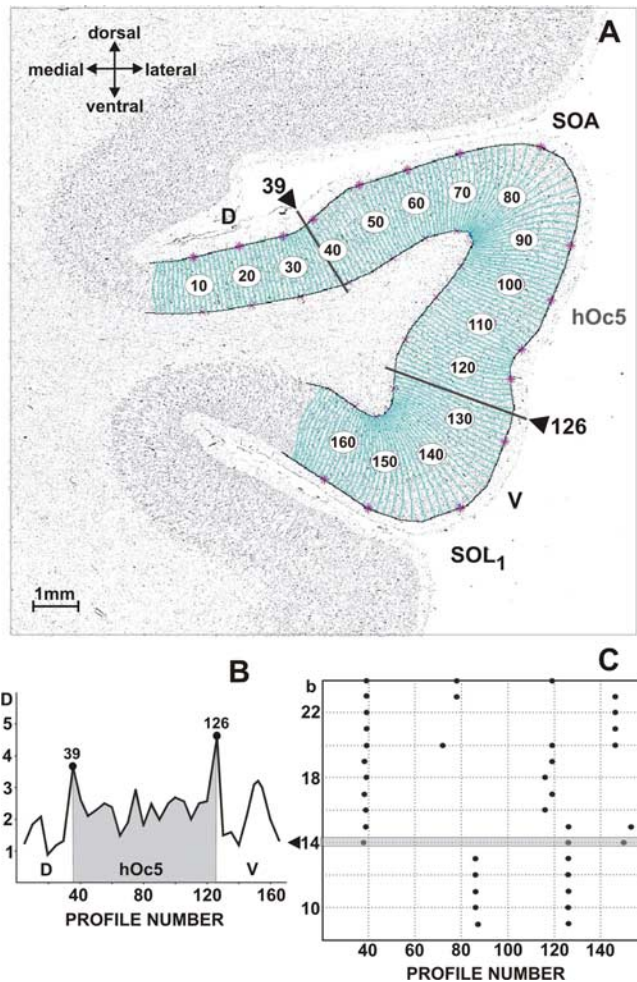 A
dorsal
medial
lateral
ventral
SOA
39
D
10
20
30
40
50
60
70
80
90
100
hOc5
110
120
126
130
140
150
160
V
SOL1
1mm
B
D
5
4
3
2
1
39
126
D
hOc5
V
40
80
120
160
PROFILE NUMBER
C
b
22
18
14
10
40
60
80
100
120
140
PROFILE NUMBER